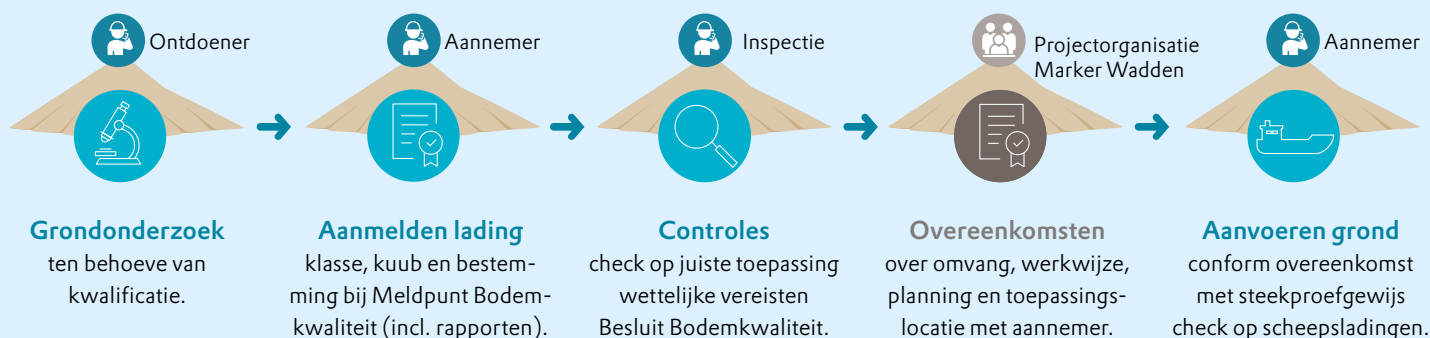 Ontdoener
Grondonderzoek
ten behoeve van
kwalificatie.
Aannemer
Aanmelden lading
klasse, kuub en bestem-
ming bij Meldpunt Bodem-
kwaliteit (incl. rapporten).
Inspectie
Controles
check op juiste toepassing
wettelijke vereisten
Besluit Bodemkwaliteit.
Projectorganisatie
Marker Wadden
Overeenkomsten
over omvang, werkwijze,
planning en toepassings-
locatie met aannemer.
Aannemer
Aanvoeren grond
conform overeenkomst
met steekproefgewijs
check op scheepsladingen.